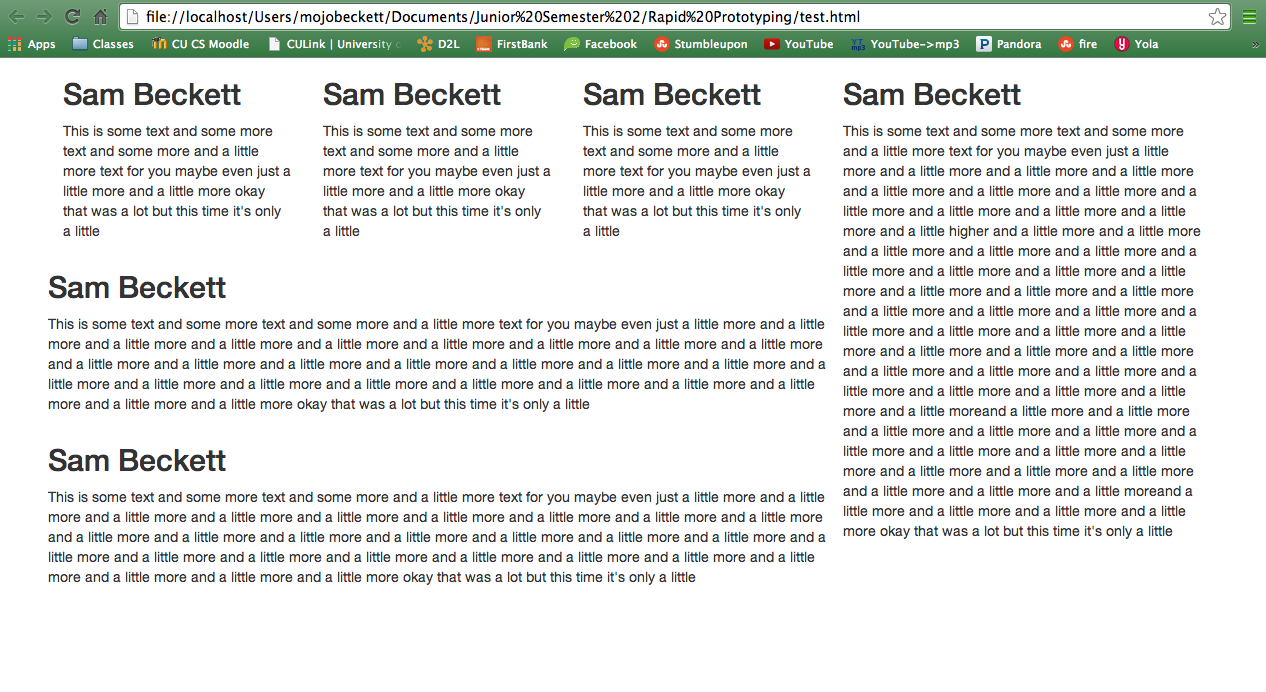 file://localhost/Users/mojobeckett/Documents/Junior%20Semester%202/Rapid%20Prototyping/test.html
Apps Classes CU CS Moodle CULink | University D2L FirstBank Facebook Stumbleupon YouTube YouTube->mp3 Pandora fire Yola »
Sam Beckett
This is some text and some more
text and some more and a little
more text for you maybe even just a
little more and a little more okay
that was a lot but this time it's only
a little
Sam Beckett
This is some text and some more
text and some more and a little
more text for you maybe even just a
little more and a little more okay
that was a lot but this time it's only
a little
Sam Beckett
This is some text and some more
text and some more and a little
more text for you maybe even just a
little more and a little more okay
that was a lot but this time it's only
a little
Sam Beckett
This is some text and some more text and some more
and a little more text for you maybe even just a little
more and a little more and a little more and a little more
and a little more and a little more and a little more and a
little more and a little more and a little more and a little
more and a little higher and a little more and a little more
and a little more and a little more and a little more and a
little more and a little more and a little more and a little
more and a little more and a little more and a little more
and a little more and a little more and a little more and a
little more and a little more and a little more and a little
more and a little more and a little more and a little more
and a little more and a little more and a little more and a
little more and a little more and a little more and a little
more and a little moreand a little more and a little more
and a little more and a little more and a little more and a
little more and a little more and a little more and a little
more and a little more and a little more and a little more
and a little more and a little more and a little moreand a
little more and a little more and a little more and a little
more okay that was a lot but this time it's only a little
Sam Beckett
This is some text and some more text and some more and a little more text for you maybe even just a little more and a little
more and a little more and a little more and a little more and a little more and a little more and a little more and a little more
and a little more and a little more and a little more and a little more and a little more and a little more and a little more and a
little more and a little more and a little more and a little more and a little more and a little more and a little more and a little
more and a little more and a little more okay that was a lot but this time it's only a little
Sam Beckett
This is some text and some more text and some more and a little more text for you maybe even just a little more and a little
more and a little more and a little more and a little more and a little more and a little more and a little more and a little more
and a little more and a little more and a little more and a little more and a little more and a little more and a little more and a
little more and a little more and a little more and a little more and a little more and a little more and a little more and a little
more and a little more and a little more and a little more okay that was a lot but this time it's only a little